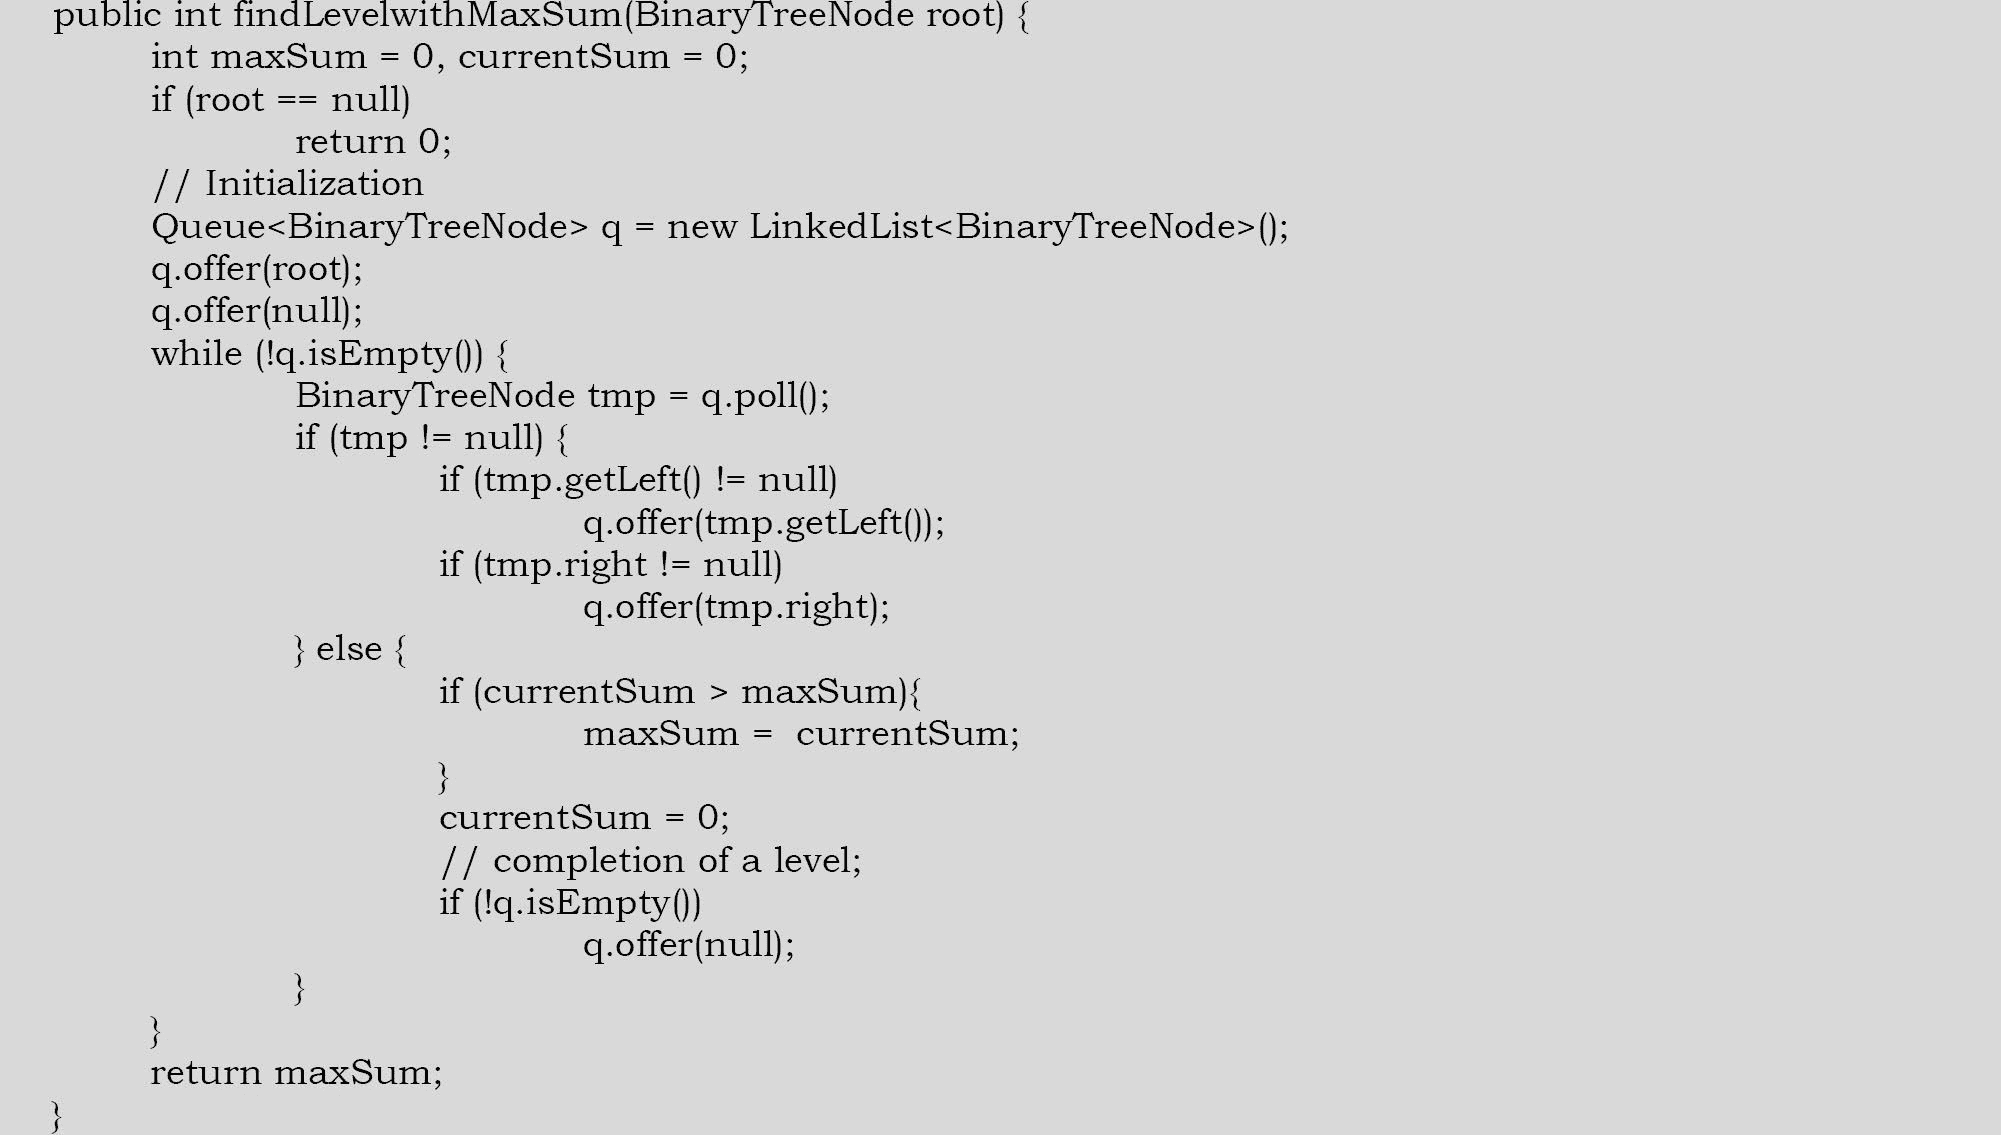 public int findLevelwithMaxSum(BinaryTreeNode root) {
int maxSum = 0, currentSum = 0;
if (root == null)
return 0;
// Initialization
Queue<BinaryTreeNode> q = new LinkedList<BinaryTreeNode>();
q.offer(root);
q.offer(null);
while (!q.isEmpty()) {
BinaryTreeNode tmp = q.poll();
if (tmp != null) {
if (tmp.getLeft() != null)
q.offer(tmp.getLeft());
if (tmp.right != null)
q.offer(tmp.right);
} else {
if (currentSum > maxSum){
maxSum =  currentSum;
}
currentSum = 0;
// completion of a level;
if (!q.isEmpty())
q.offer(null);
}
}
return maxSum;
}